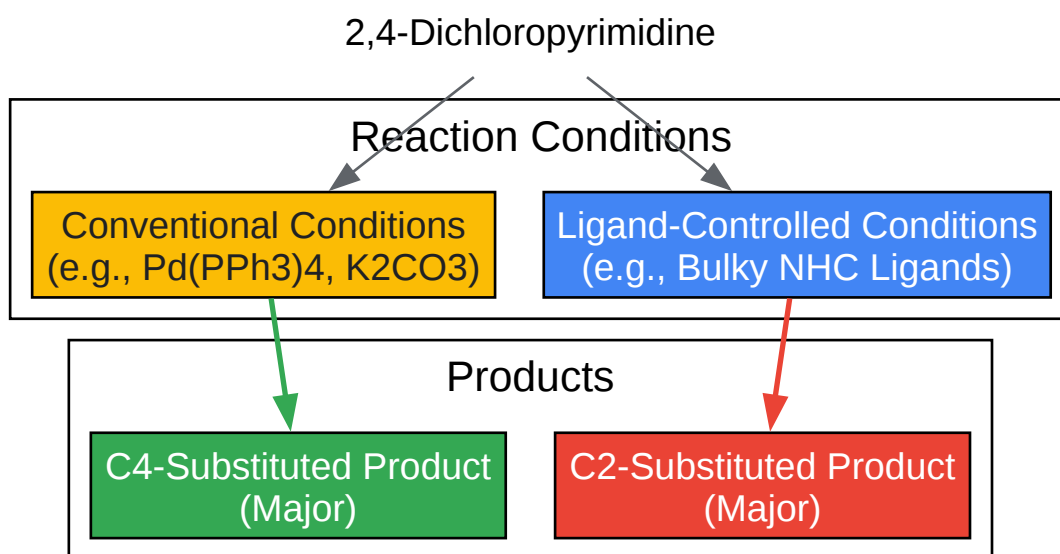 2,4-Dichloropyrimidine
Reaction Conditions
Conventional Conditions
(e.g., Pd(PPh3)4, K2CO3)
Ligand-Controlled Conditions
(e.g., Bulky NHC Ligands)
Products
C4-Substituted Product
(Major)
C2-Substituted Product
(Major)